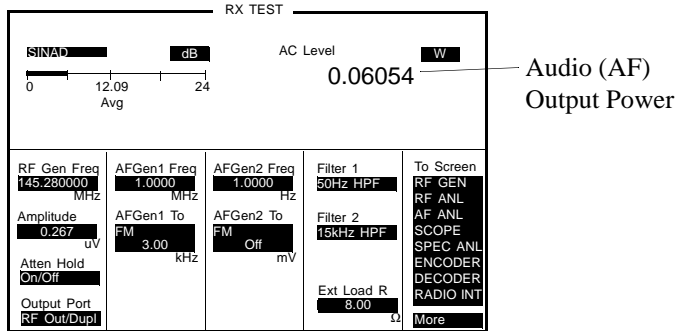 RX TEST
SINAD
dB
0
12.09
24
Avg
AC Level
W
0.06054
Audio (AF)
Output Power
RF Gen Freq
145.280000
MHz
Amplitude
0.267
uV
Atten Hold
On/Off
Output Port
RF Out/Dupl
AFGen1 Freq
1.0000
MHz
AFGen1 To
FM
3.00
kHz
AFGen2 Freq
1.0000
Hz
AFGen2 To
FM
Off
mV
Filter 1
50Hz HPF
Filter 2
15kHz HPF
Ext Load R
8.00
Ω
To Screen
RF GEN
RF ANL
AF ANL
SCOPE
SPEC ANL
ENCODER
DECODER
RADIO INT
More